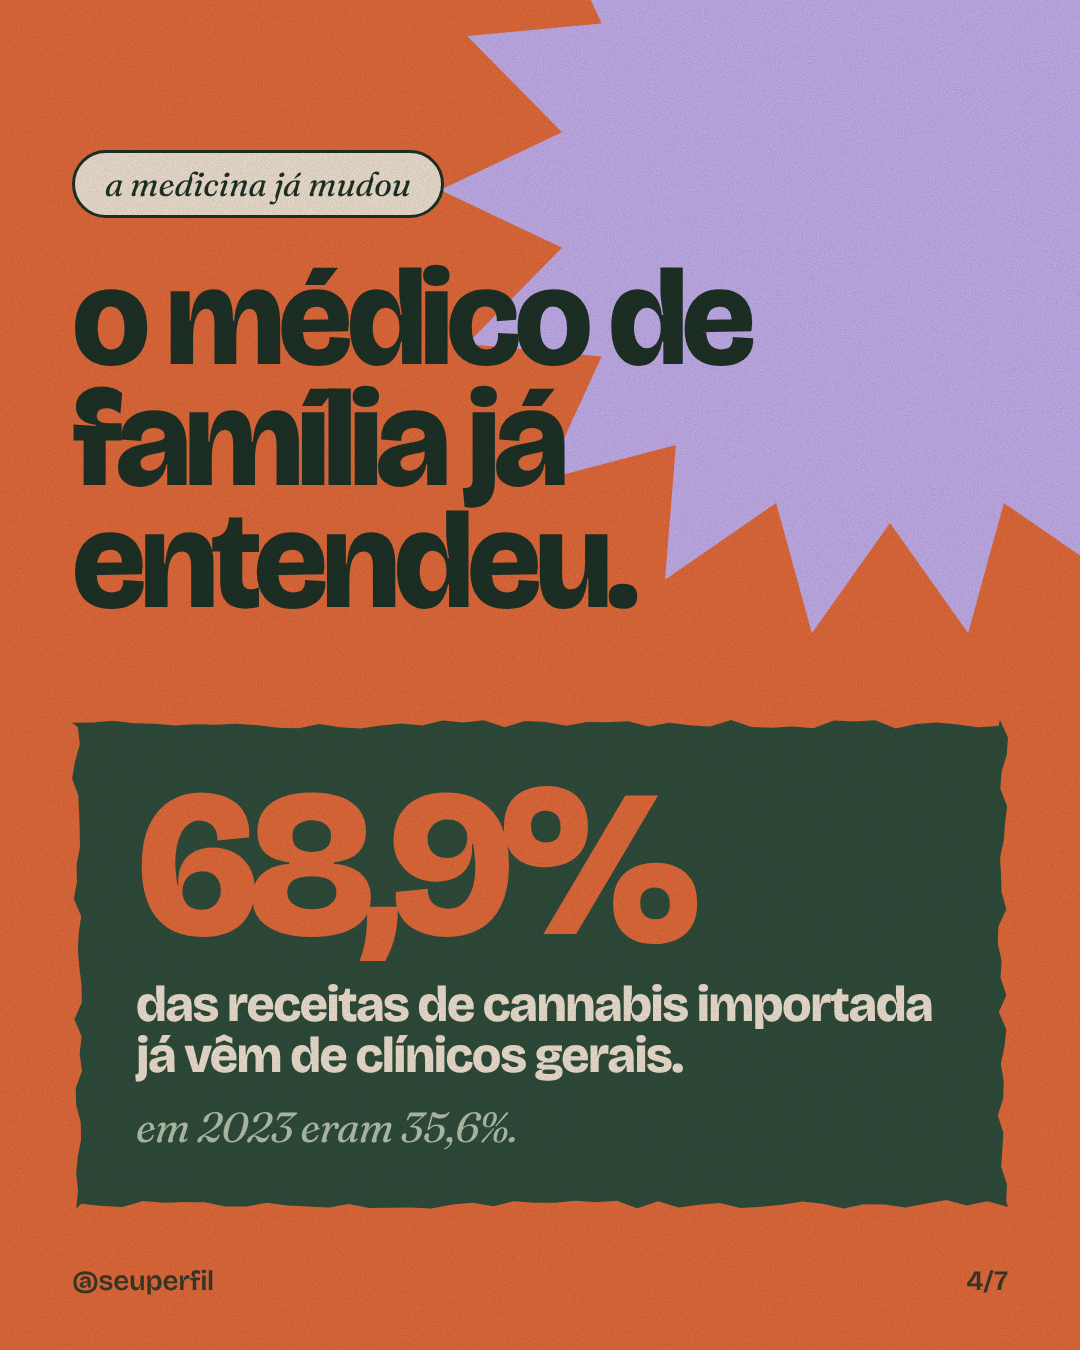 a medicina já mudou
o médico de
família já
entendeu.
68,9%
das receitas de cannabis importada
já vêm de clínicos gerais.
em 2023 eram 35,6%.
@seuperfil
4/7